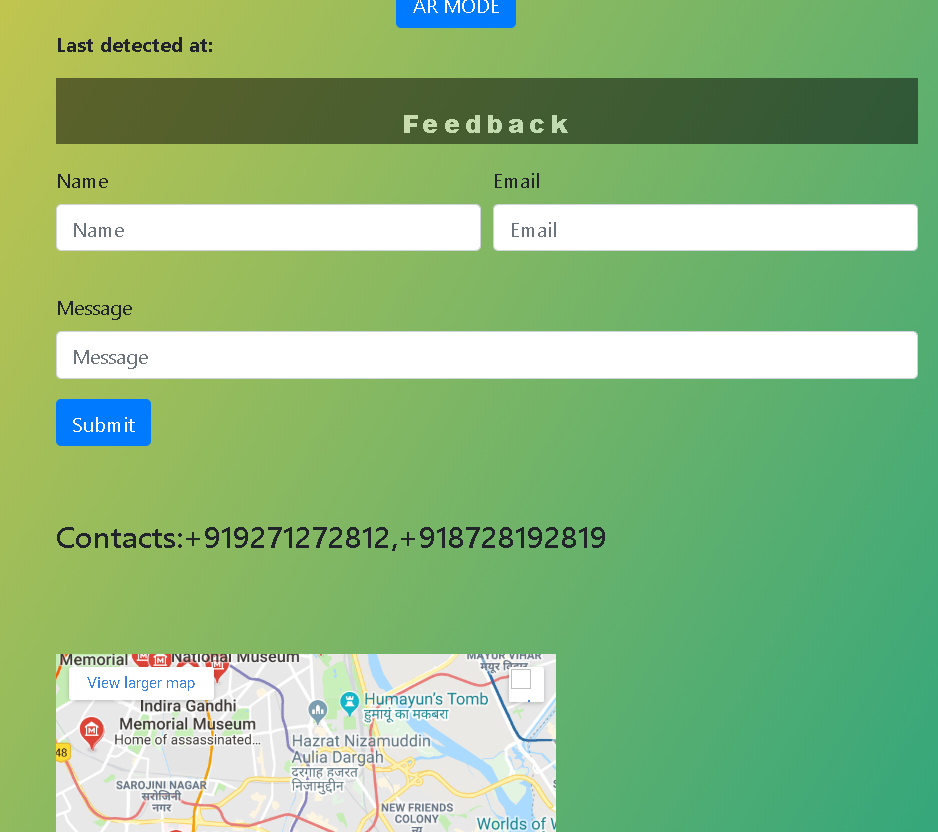 AR MODE
Last detected at:
Feedback
Name
Email
Name
Email
Message
Message
Submit
Contacts:+919271272812,+918728192819
Memorial
National Museum
MAYUR VIHAR
मयूर विहार
View larger map
Humayun's Tomb
हुमायूं का मकबरा
Indira Gandhi
Memorial Museum
Home of assassinated...
Hazrat Nizamuddin
Aulia Dargah
दरगाह हजरत
निजामुद्दीन
48
SAROJINI NAGAR
सरोजिनी
नगर
NEW FRIENDS
COLONY
Worlds of